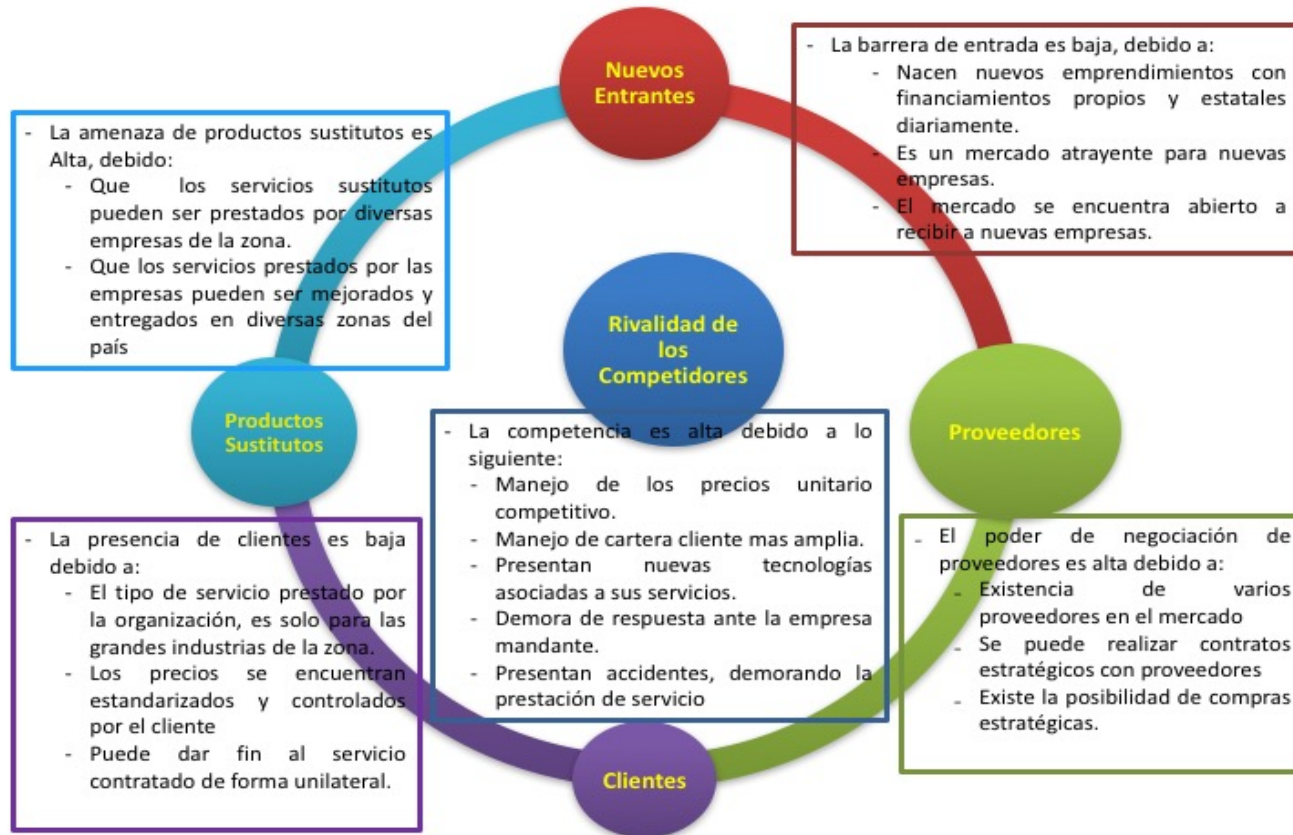 Nuevos
Entrantes
- La barrera de entrada es baja, debido a:
- Nacen nuevos emprendimientos con
financiamientos propios y estatales
diariamente.
- Es un mercado atrayente para nuevas
empresas.
- El mercado se encuentra abierto a
recibir a nuevas empresas.
- La amenaza de productos sustitutos es
Alta, debido:
- Que los servicios sustitutos
pueden ser prestados por diversas
empresas de la zona.
- Que los servicios prestados por las
empresas pueden ser mejorados y
entregados en diversas zonas del
país
Rivalidad de
los
Competidores
Productos
Sustitutos
Proveedores
- La competencia es alta debido a lo
siguiente:
- Manejo de los precios unitario
competitivo.
- Manejo de cartera cliente mas amplia.
- Presentan nuevas tecnologías
asociadas a sus servicios.
- Demora de respuesta ante la empresa
mandante.
- Presentan accidentes, demorando la
prestación de servicio
- La presencia de clientes es baja
debido a:
- El tipo de servicio prestado por
la organización, es solo para las
grandes industrias de la zona.
- Los precios se encuentran
estandarizados y controlados
por el cliente
- Puede dar fin al servicio
contratado de forma unilateral.
- El poder de negociación de
proveedores es alta debido a:
- Existencia de varios
proveedores en el mercado
- Se puede realizar contratos
estratégicos con proveedores
- Existe la posibilidad de compras
estratégicas.
Clientes